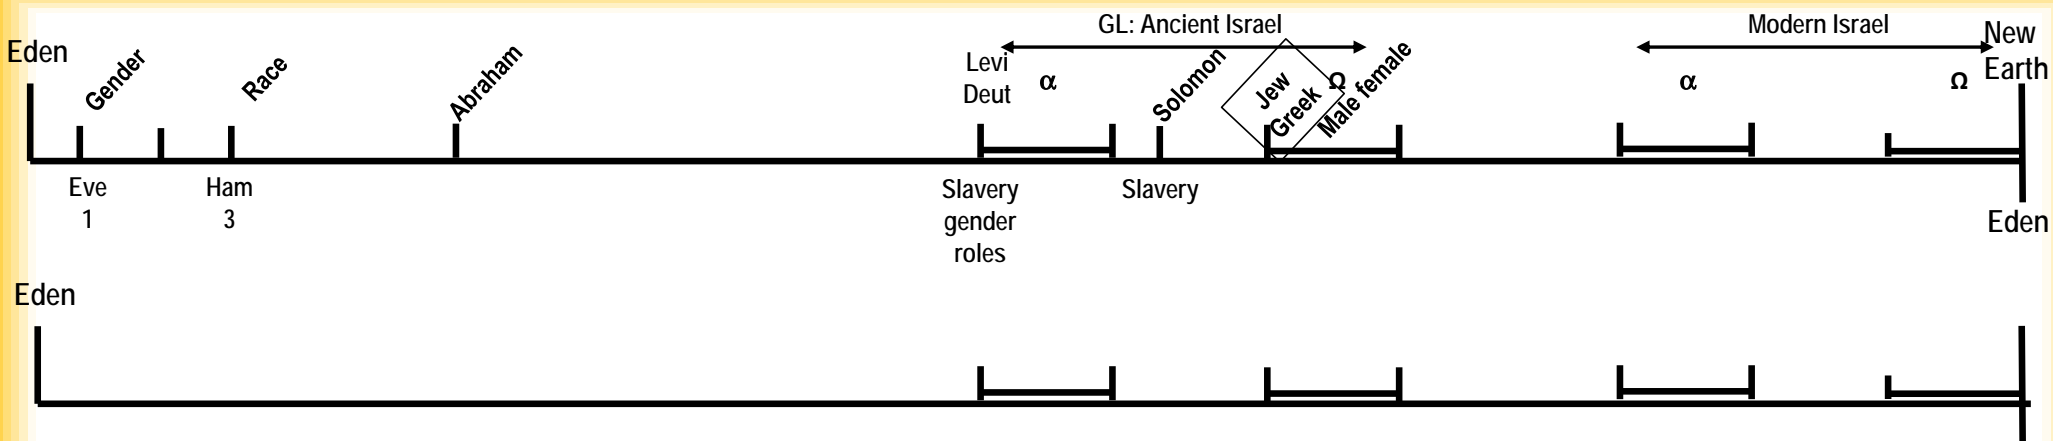 GL: Ancient Israel
Modern Israel
New
Earth
Eden
Gender
Race
Abraham
Levi
Deut
α
Solomon
Jew
Greek
Ω
Male female
α
Ω
Eve
1
Ham
3
Slavery
gender
roles
Slavery
Eden
Eden